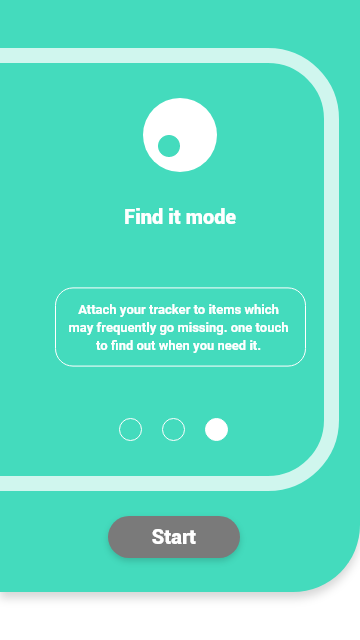 Find it mode
Attach your tracker to items which
may frequently go missing. one touch
to find out when you need it.
Start